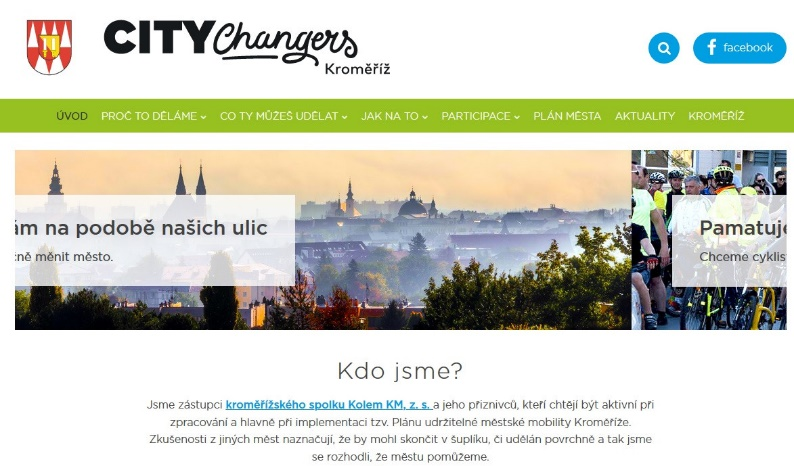 CITYChangers
Kroměříž
facebook
ÚVOD PROČ TO DĚLÁME CO TY MŮŽEŠ UDĚLAT JAK NA TO PARTICIPACE PLÁN MĚSTA AKTUALITY KROMĚŘÍŽ
ám na podobě našich ulic
čně měnit město.
Pamatuj
Chceme cyklis
Kdo jsme?
Jsme zástupci kroměřížského spolku Kolem KM, z. s. a jeho příznivců, kteří chtějí být aktivní při
zpracování a hlavně při implementaci tzv. Plánu udržitelné městské mobility Kroměříže.
Zkušenosti z jiných měst naznačují, že by mohl skončit v šuplíku, či udělán povrchně a tak jsme
se rozhodli, že městu pomůžeme.